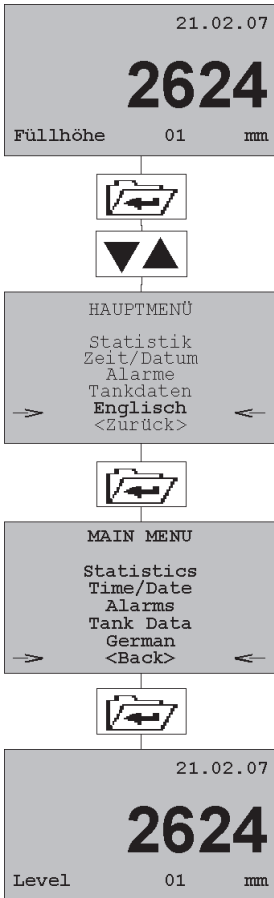 21.02.07
2624
Füllhöhe 01 mm
HAUPTMENÜ
Statistik
Zeit/Datum
Alarme
Tankdaten
Englisch
<Zurück>
MAIN MENU
Statistics
Time/Date
Alarms
Tank Data
German
<Back>
21.02.07
2624
Level 01 mm